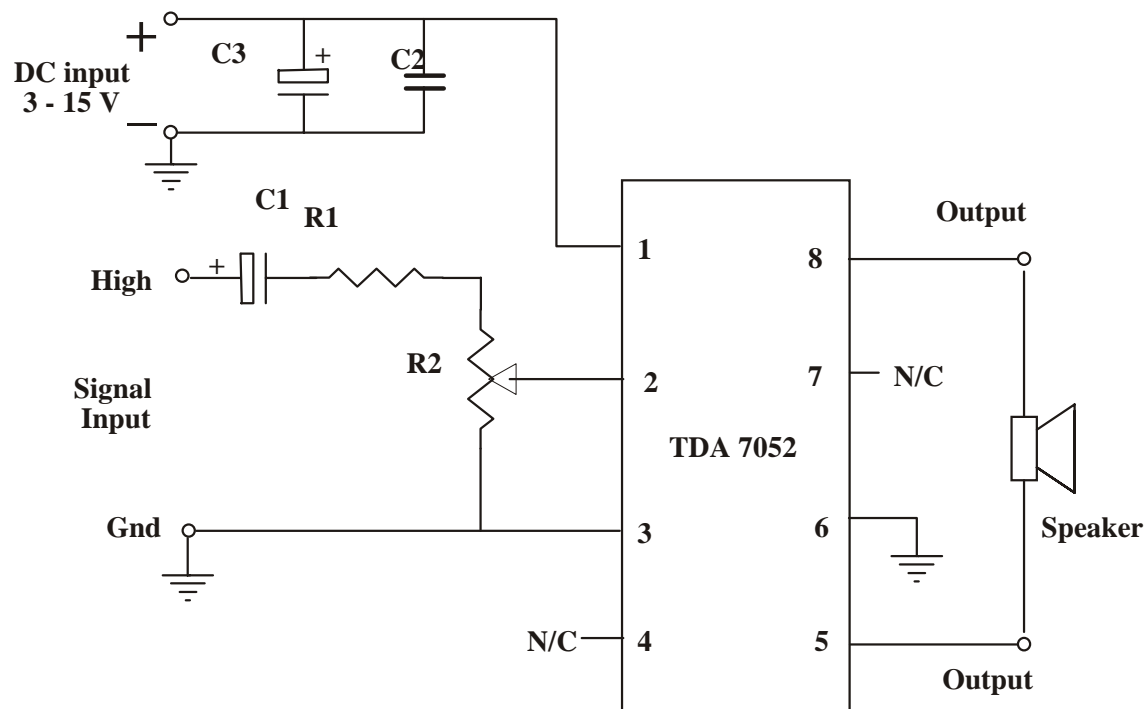 +
C3
+
C2
DC input
3 - 15 V
−
C1
R1
Output
1
8
High
+
R2
2
7
N/C
Signal
Input
TDA 7052
Gnd
3
6
Speaker
N/C
4
5
Output